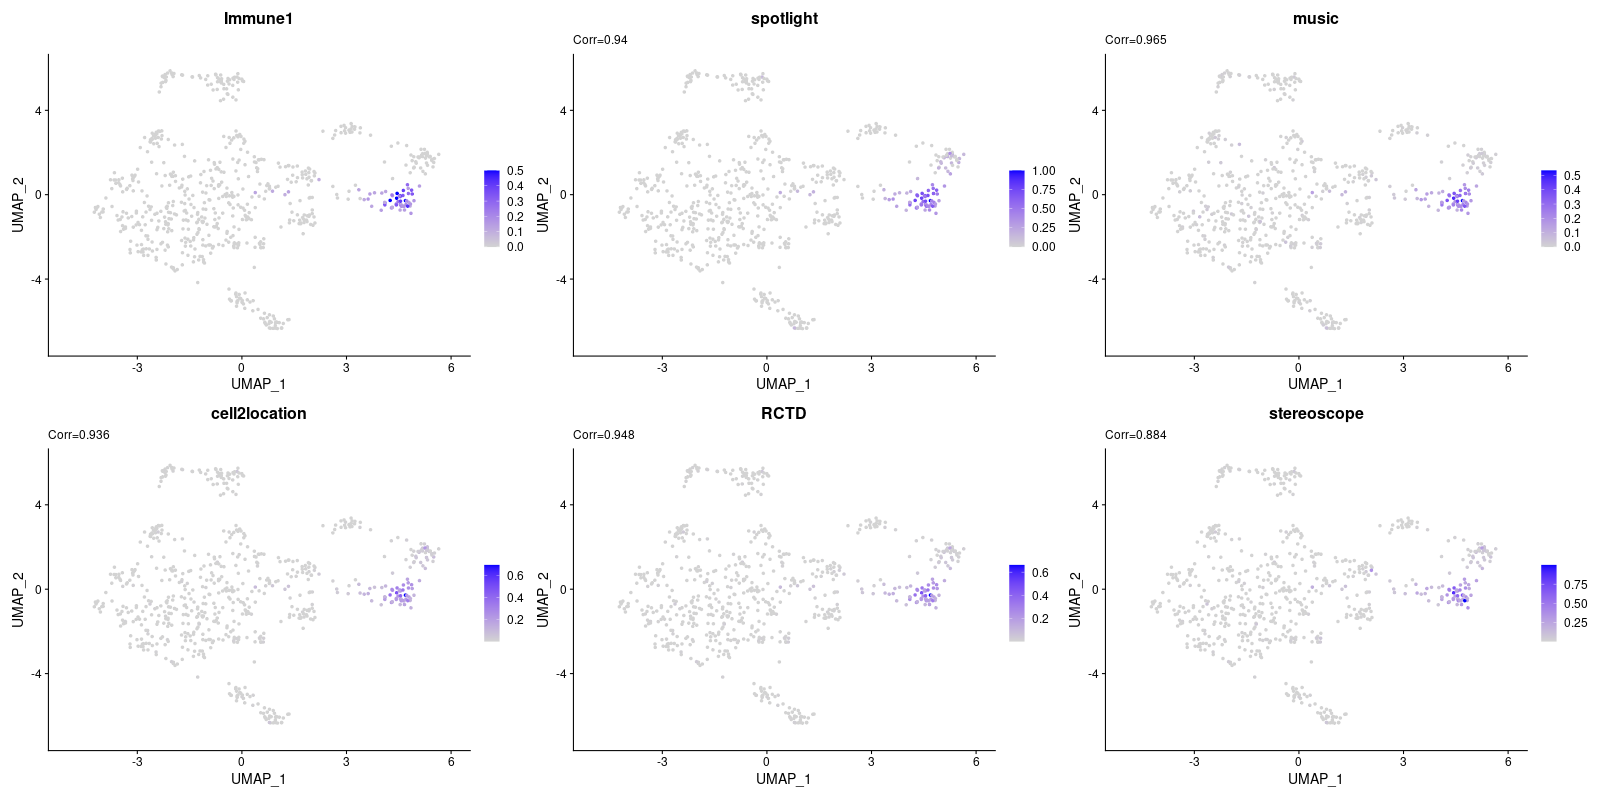 Immune1
UMAP_2
4
0
-4
-3
0
3
6
UMAP_1
0.5
0.4
0.3
0.2
0.1
0.0
spotlight
Corr=0.94
UMAP_2
4
0
-4
-3
0
3
6
UMAP_1
1.00
0.75
0.50
0.25
0.00
music
Corr=0.965
UMAP_2
4
0
-4
-3
0
3
6
UMAP_1
0.5
0.4
0.3
0.2
0.1
0.0
cell2location
Corr=0.936
UMAP_2
4
0
-4
-3
0
3
6
UMAP_1
0.6
0.4
0.2
RCTD
Corr=0.948
UMAP_2
4
0
-4
-3
0
3
6
UMAP_1
0.6
0.4
0.2
stereoscope
Corr=0.884
UMAP_2
4
0
-4
-3
0
3
6
UMAP_1
0.75
0.50
0.25